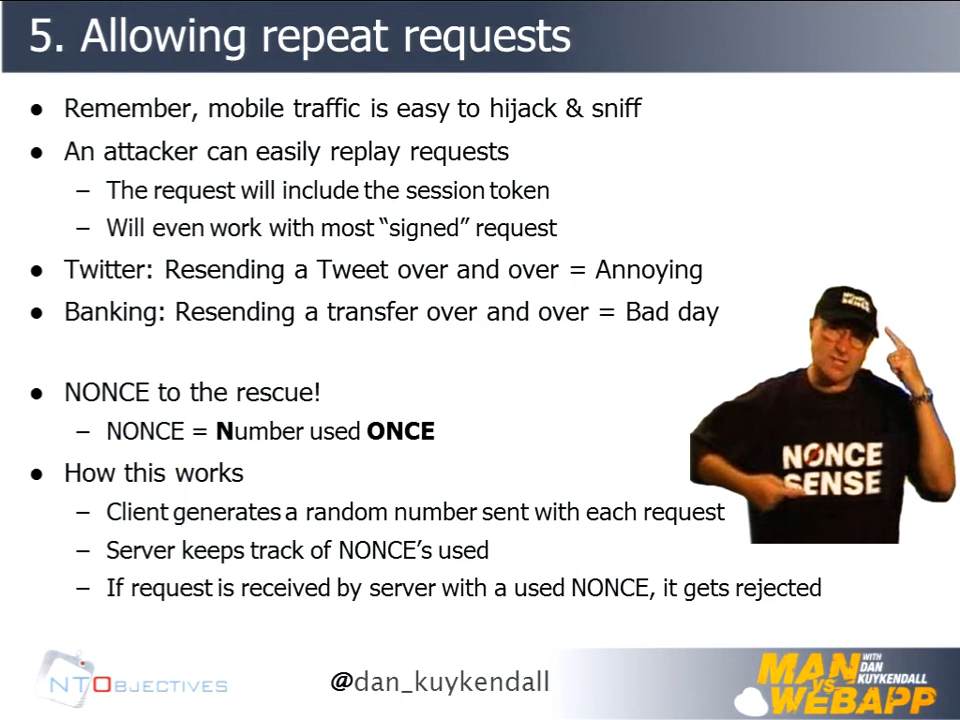 5. Allowing repeat requests
● Remember, mobile traffic is easy to hijack & sniff
● An attacker can easily replay requests
– The request will include the session token
– Will even work with most “signed” request
● Twitter: Resending a Tweet over and over = Annoying
● Banking: Resending a transfer over and over = Bad day
● NONCE to the rescue!
– NONCE = Number used ONCE
● How this works
– Client generates a random number sent with each request
– Server keeps track of NONCE’s used
– If request is received by server with a used NONCE, it gets rejected
NONCE
SENSE
NONCE
SENSE
NTOBJECTIVES
@dan_kuykendall
MAN WITH DAN KUYKENDALL
VS
WEBAPP